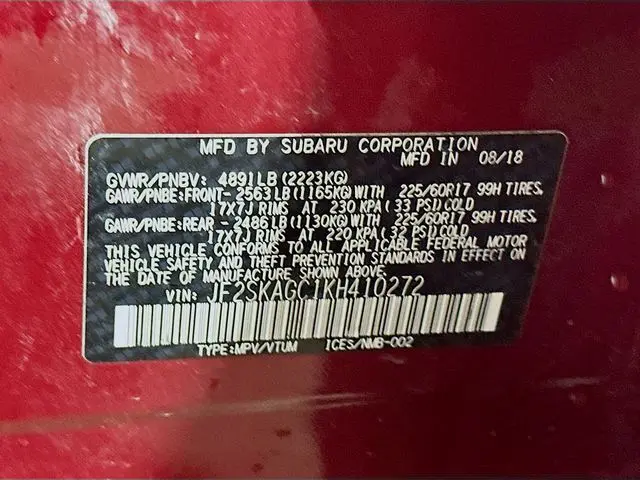 MFD BY SUBARU CORPORATION
MFD IN 08/18
GVWR/PNBV: 4891LB (2223KG)
GAWR/PNBE:FRONT- 2563LB (1165KG) WITH 225/60R17 99H TIRES.
17X7J RIMS AT 230 KPA ( 33 PSI) COLD
GAWR/PNBE:REAR - 2486LB (1130KG) WITH 225/60R17 99H TIRES.
17X7J RIMS AT 220 KPA ( 32 PSI) COLD
THIS VEHICLE CONFORMS TO ALL APPLICABLE FEDERAL MOTOR
VEHICLE SAFETY AND THEFT PREVENTION STANDARDS IN EFFECT ON
THE DATE OF MANUFACTURE SHOWN ABOVE.
VIN: JF2SKAGC1KH410272
TYPE:MPV/VTUM ICES/NMB-002